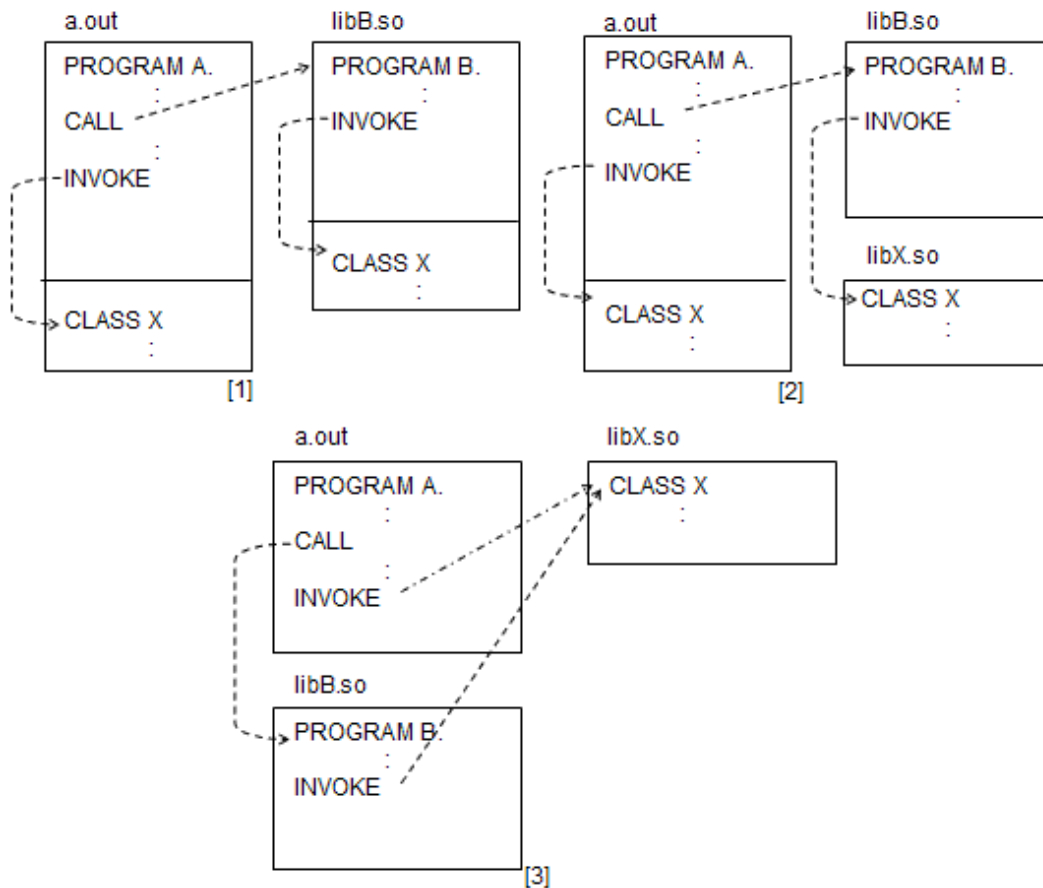 a.out
PROGRAM A.
:
CALL
:
INVOKE
CLASS X
:
libB.so
PROGRAM B.
:
INVOKE
CLASS X
:
[1]
a.out
PROGRAM A.
:
CALL
:
INVOKE
CLASS X
:
libB.so
PROGRAM B.
:
INVOKE
libX.so
CLASS X
:
[2]
a.out
PROGRAM A.
:
CALL
:
INVOKE
libB.so
PROGRAM B.
:
INVOKE
libX.so
CLASS X
:
[3]